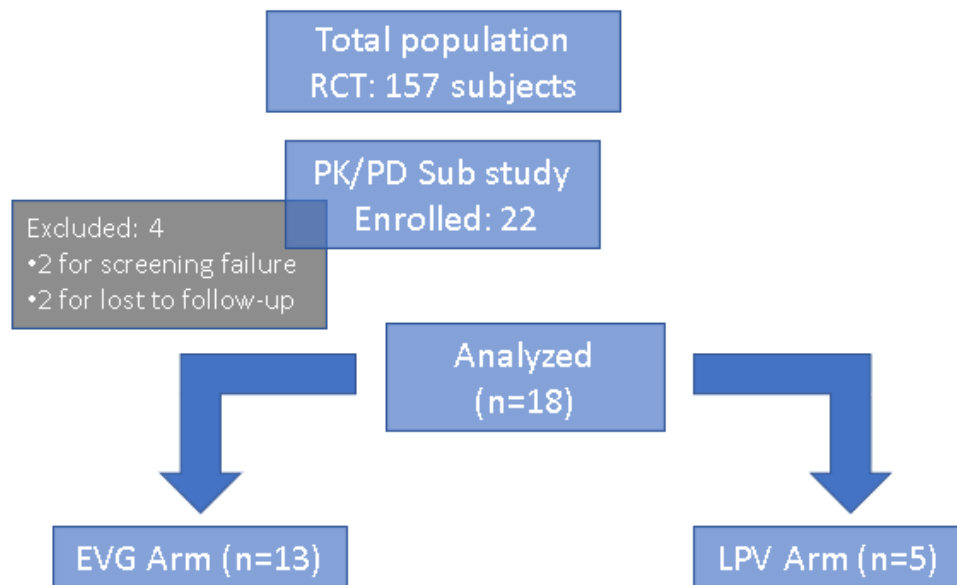 Total population
RCT: 157 subjects
PK/PD Sub study
Enrolled: 22
Excluded: 4
•2 for screening failure
•2 for lost to follow-up
Analyzed
(n=18)
EVG Arm (n=13)
LPV Arm (n=5)